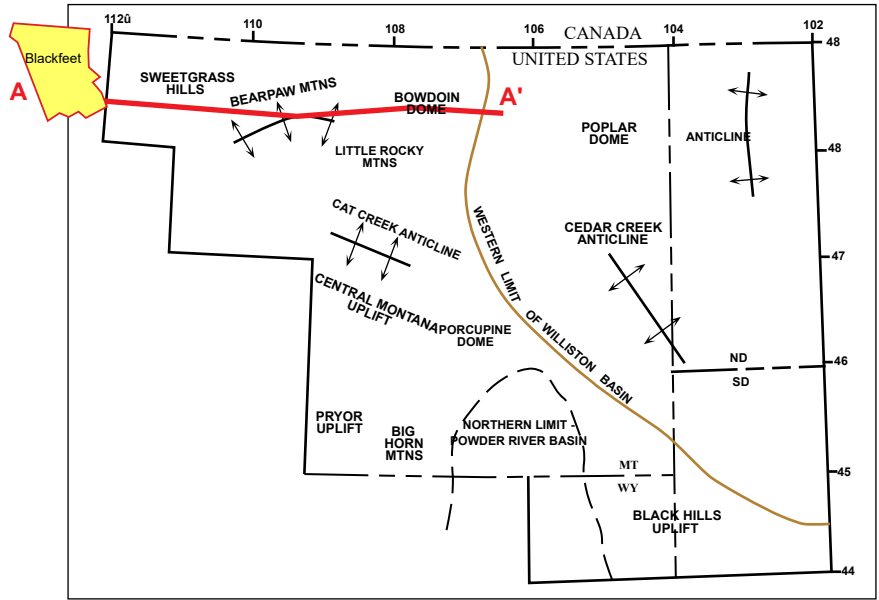 112û
110
108
106
104
102
CANADA
UNITED STATES
48
Blackfeet
A
SWEETGRASS
HILLS
BEARPAW MTNS
BOWDOIN
DOME
A'
POPLAR
DOME
ANTICLINE
48
LITTLE ROCKY
MTNS
CAT CREEK ANTICLINE
CEDAR CREEK
ANTICLINE
47
CENTRAL MONTANA
UPLIFT
PORCUPINE
DOME
WESTERN LIMIT OF WILLISTON BASIN
ND
SD
46
PRYOR
UPLIFT
BIG
HORN
MTNS
NORTHERN LIMIT -
POWDER RIVER BASIN
MT
WY
45
BLACK HILLS
UPLIFT
44